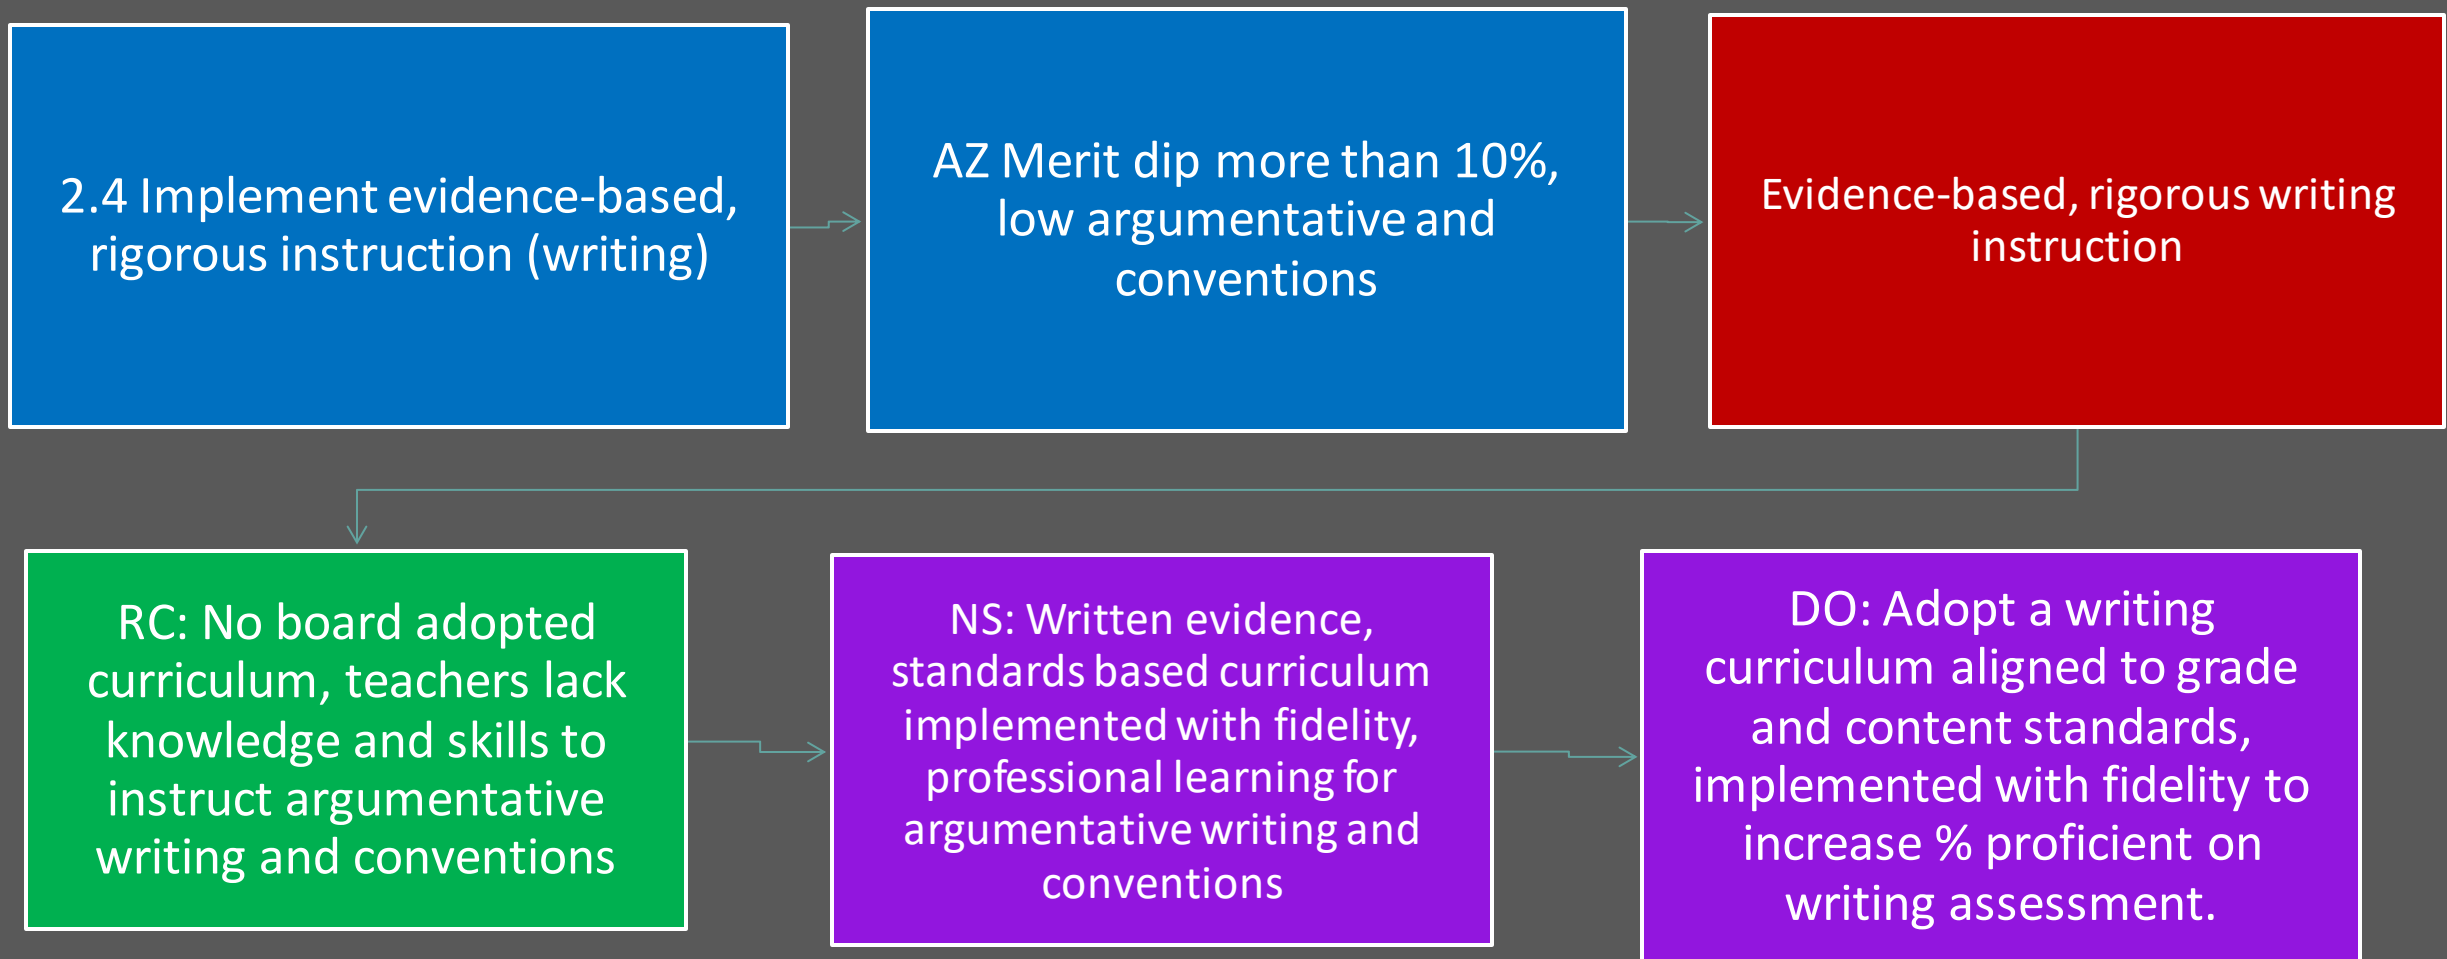 2.4 Implement evidence-based,
rigorous instruction (writing)
AZ Merit dip more than 10%,
low argumentative and
conventions
Evidence-based, rigorous writing
instruction
RC: No board adopted
curriculum, teachers lack
knowledge and skills to
instruct argumentative
writing and conventions
NS: Written evidence,
standards based curriculum
implemented with fidelity,
professional learning for
argumentative writing and
conventions
DO: Adopt a writing
curriculum aligned to grade
and content standards,
implemented with fidelity to
increase % proficient on
writing assessment.